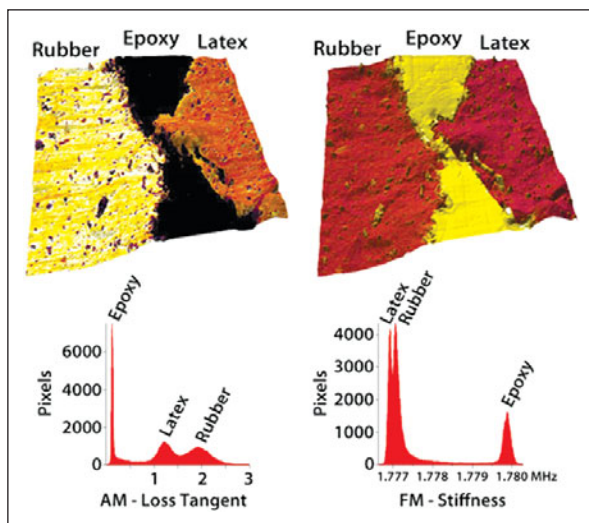 Rubber Epoxy Latex
Rubber Epoxy Latex
Epoxy
Latex
Rubber
Pixels
6000
4000
2000
0
0 1 2 3
AM - Loss Tangent
Latex
Rubber
Epoxy
Pixels
4000
3000
2000
1000
0
1.777 1.778 1.779 1.780 MHz
FM - Stiffness